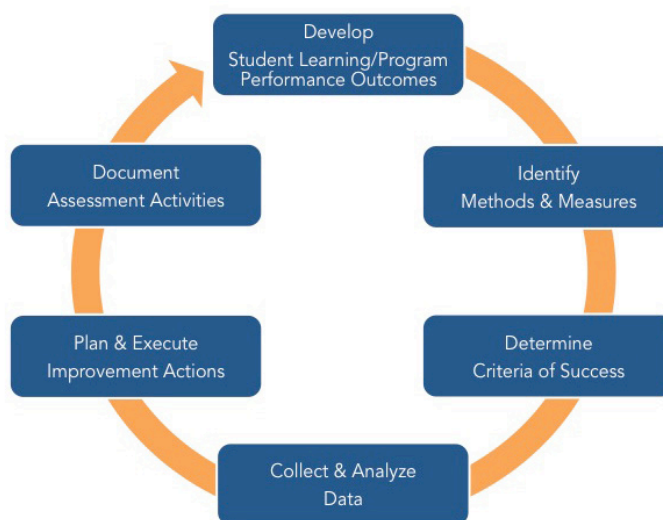 Develop
Student Learning/Program
Performance Outcomes
Identify
Methods & Measures
Determine
Criteria of Success
Collect & Analyze
Data
Plan & Execute
Improvement Actions
Document
Assessment Activities